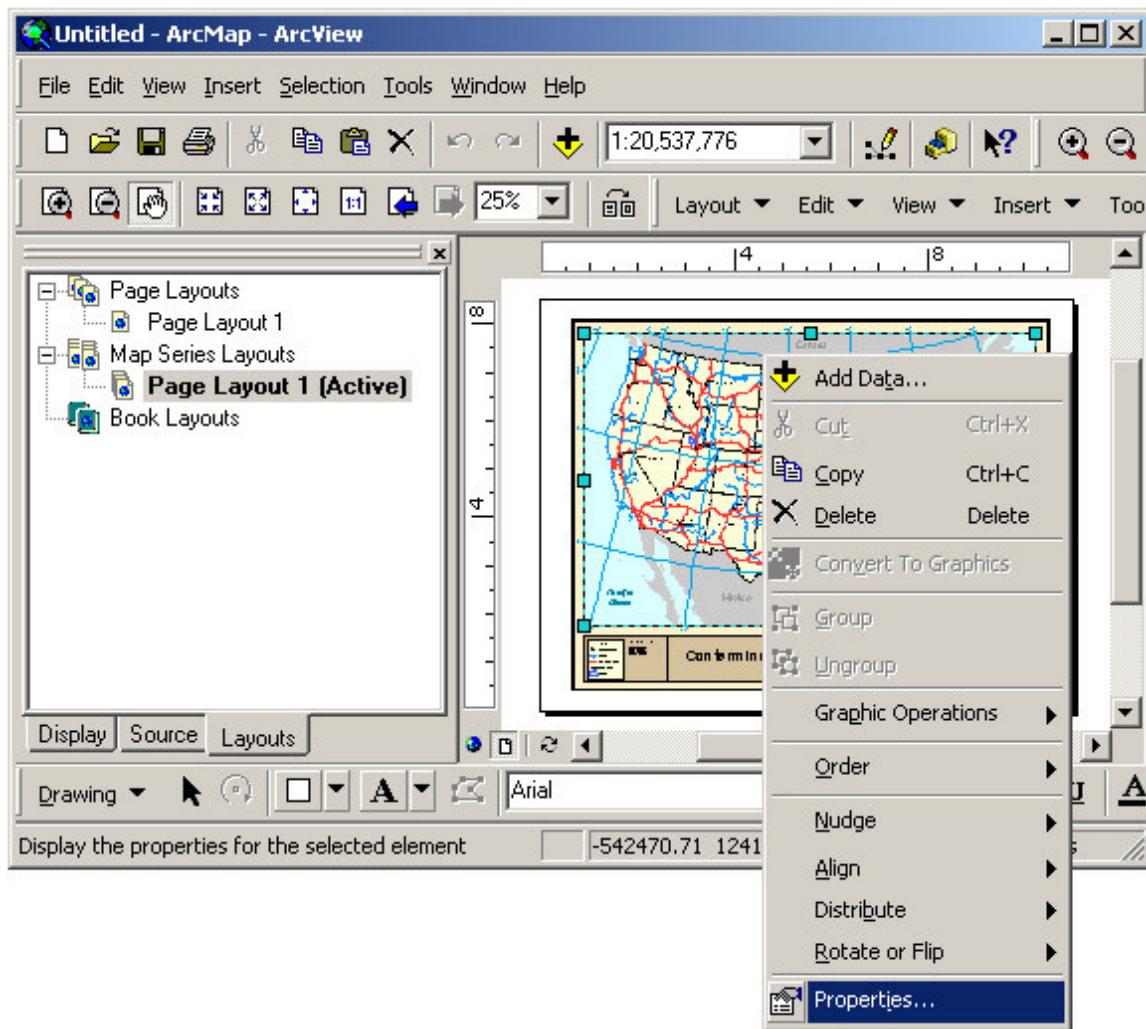 Untitled - ArcMap - ArcView
File Edit View Insert Selection Tools Window Help
1:20,537,776
1:1 25% Layout Edit View Insert Too
Page Layouts
Page Layout 1
Map Series Layouts
Page Layout 1 (Active)
Book Layouts
4 8
8
4
Add Data...
Cut Ctrl+X
Copy Ctrl+C
Delete Delete
Convert To Graphics
Group
Ungroup
Graphic Operations
Order
Nudge
Align
Distribute
Rotate or Flip
Properties...
Mexico
Display Source Layouts
Drawing A Arial U A
Display the properties for the selected element -542470.71 1241 s